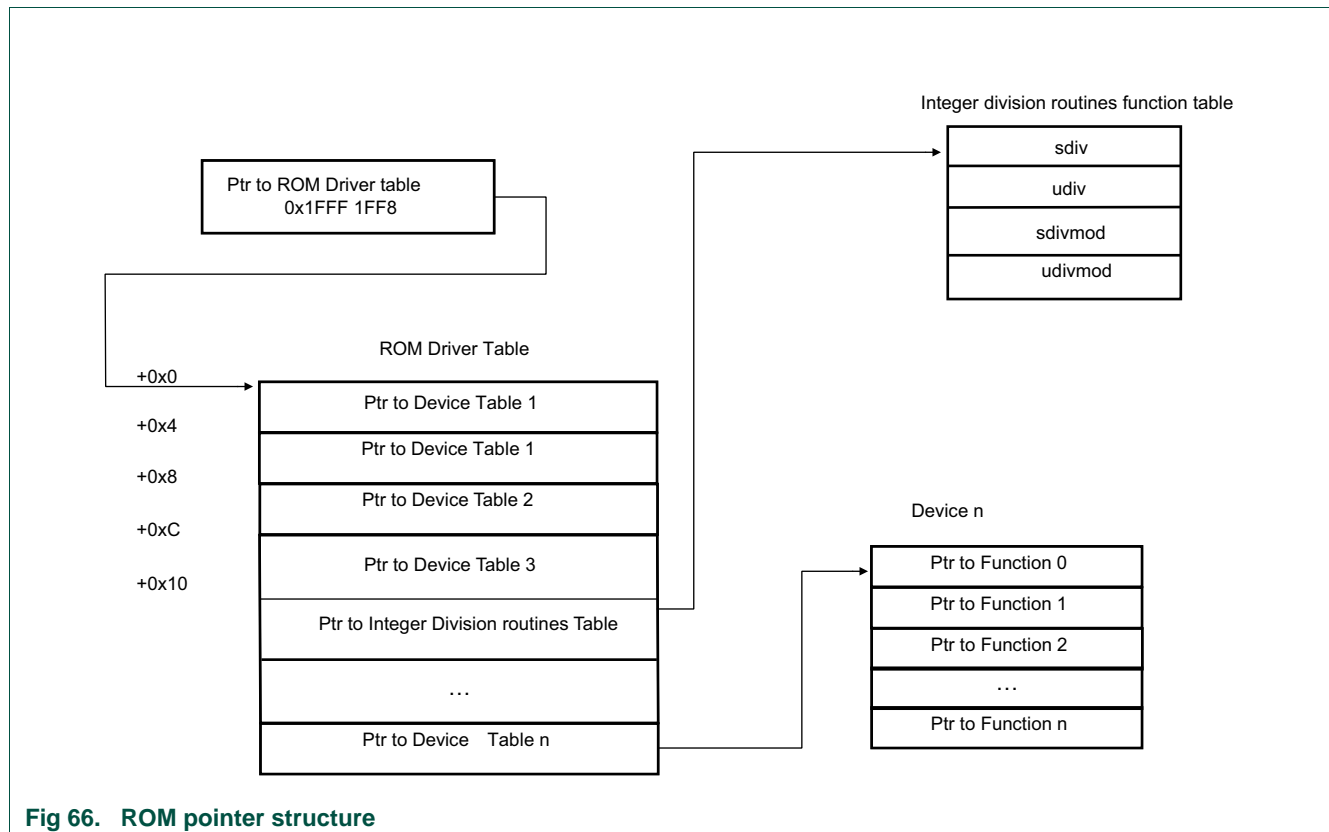 Integer division routines function table
sdiv
udiv
sdivmod
udivmod
Ptr to ROM Driver table
0x1FFF 1FF8
ROM Driver Table
+0x0
+0x4
+0x8
+0xC
+0x10
Ptr to Device Table 1
Ptr to Device Table 1
Ptr to Device Table 2
Ptr to Device Table 3
Ptr to Integer Division routines Table
…
Ptr to Device Table n
Device n
Ptr to Function 0
Ptr to Function 1
Ptr to Function 2
…
Ptr to Function n
Fig 66. ROM pointer structure